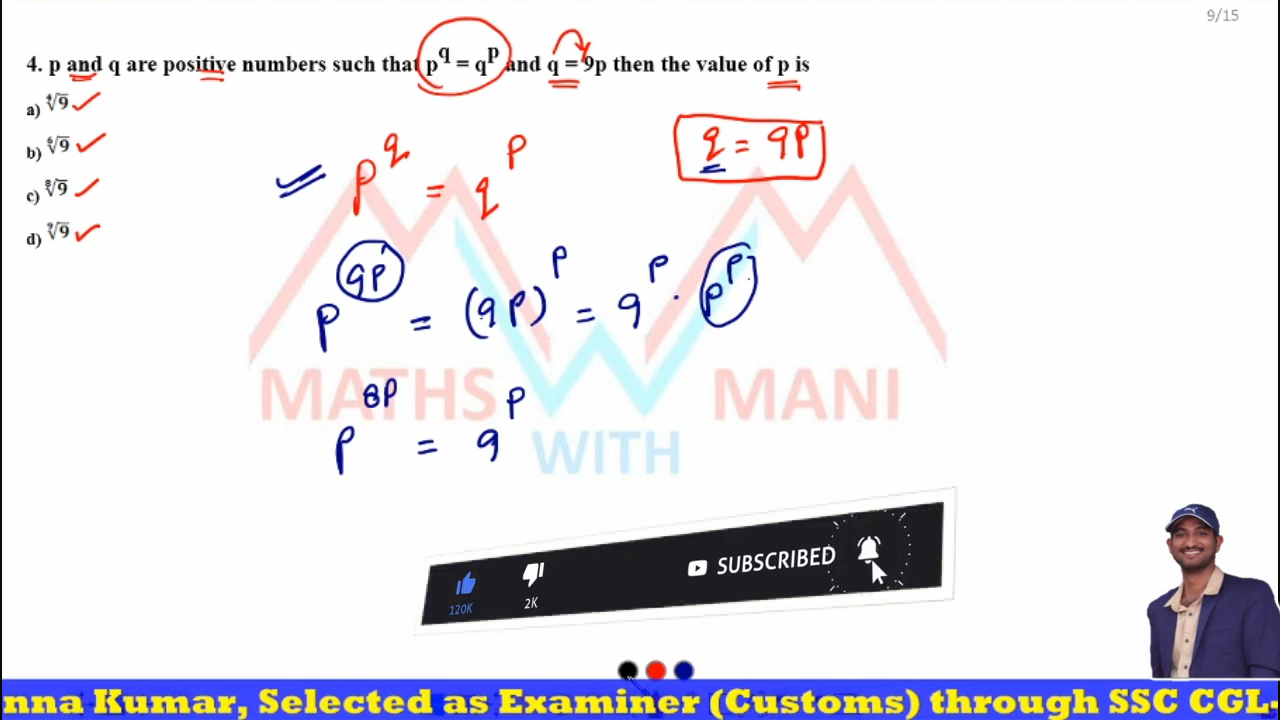 9/15
4. p and q are positive numbers such that p^q = q^p and q = 9p then the value of p is
a) ⁴√9
b) ⁶√9
c) ⁸√9
d) ⁷√9
p^q = q^p
q = 9P
p^9P = (9P)^P = 9^P · p^P
MATHS WITH MANI
p^8P = 9^P
120K
2K
SUBSCRIBED
nna Kumar, Selected as Examiner (Customs) through SSC CGL-